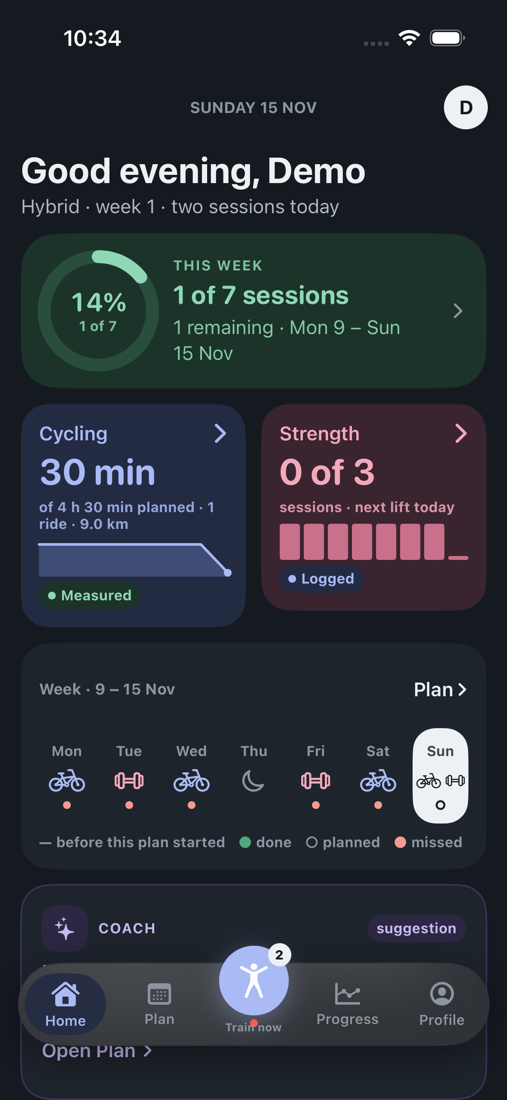 10:34
SUNDAY 15 NOV
D
Good evening, Demo
Hybrid · week 1 · two sessions today
14%
1 of 7
THIS WEEK
1 of 7 sessions
1 remaining · Mon 9 – Sun
15 Nov
Cycling
30 min
of 4 h 30 min planned · 1
ride · 9.0 km
Measured
Strength
0 of 3
sessions · next lift today
Logged
Week · 9 – 15 Nov
Plan
Mon Tue Wed Thu Fri Sat Sun
— before this plan started done planned missed
COACH
suggestion
2
Home
Plan
Train now
Progress
Profile
Open Plan